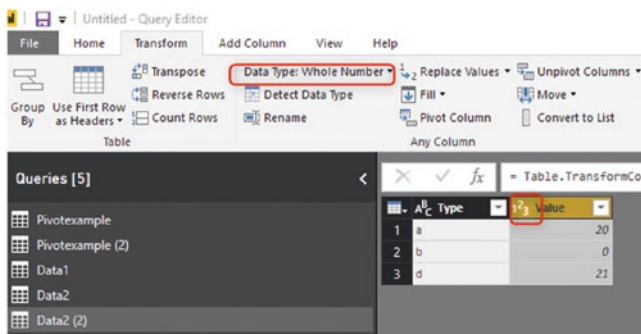 Untitled - Query Editor
File Home Transform Add Column View Help
Group By
Use First Row as Headers
Transpose
Reverse Rows
Count Rows
Table
Data Type: Whole Number
Detect Data Type
Rename
Replace Values
Fill
Pivot Column
Unpivot Columns
Move
Convert to List
Any Column
Queries [5]
Pivotexample
Pivotexample (2)
Data1
Data2
Data2 (2)
fx = Table.TransformCo
ABC Type 123 Value
1 a 20
2 b 0
3 d 21